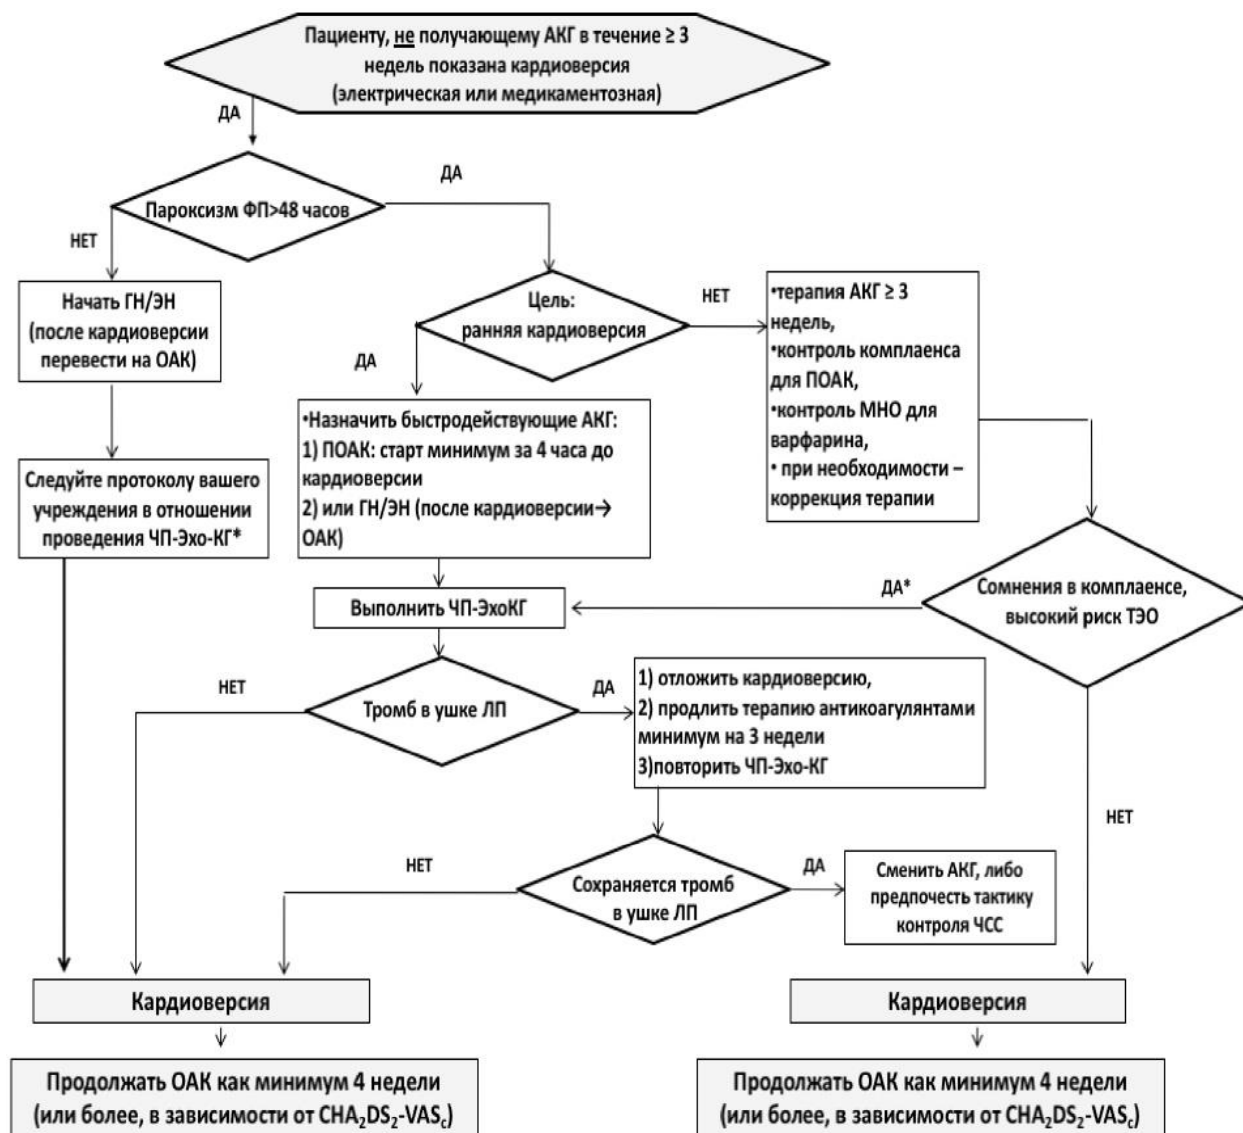 Пациенту, не получающему АКГ в течение ≥ 3
недель показана кардиоверсия
(электрическая или медикаментозная)
ДА
ДА
Пароксизм ФП>48 часов
НЕТ
Начать ГН/ЭН
(после кардиоверсии
перевести на ОАК)
Цель:
ранняя кардиоверсия
НЕТ
•терапия АКГ ≥ 3
недель,
•контроль комплаенса
для ПОАК,
•контроль МНО для
варфарина,
• при необходимости –
коррекция терапии
ДА
•Назначить быстродействующие АКГ:
1) ПОАК: старт минимум за 4 часа до
кардиоверсии
2) или ГН/ЭН (после кардиоверсии→
ОАК)
Следуйте протоколу вашего
учреждения в отношении
проведения ЧП-Эхо-КГ*
Выполнить ЧП-ЭхоКГ
ДА*
Сомнения в комплаенсе,
высокий риск ТЭО
НЕТ
Тромб в ушке ЛП
ДА
1) отложить кардиоверсию,
2) продлить терапию антикоагулянтами
минимум на 3 недели
3)повторить ЧП-Эхо-КГ
НЕТ
НЕТ
Сохраняется тромб
в ушке ЛП
ДА
Сменить АКГ, либо
предпочесть тактику
контроля ЧСС
Кардиоверсия
Кардиоверсия
Продолжать ОАК как минимум 4 недели
(или более, в зависимости от CHA₂DS₂-VASc)
Продолжать ОАК как минимум 4 недели
(или более, в зависимости от CHA₂DS₂-VASc)